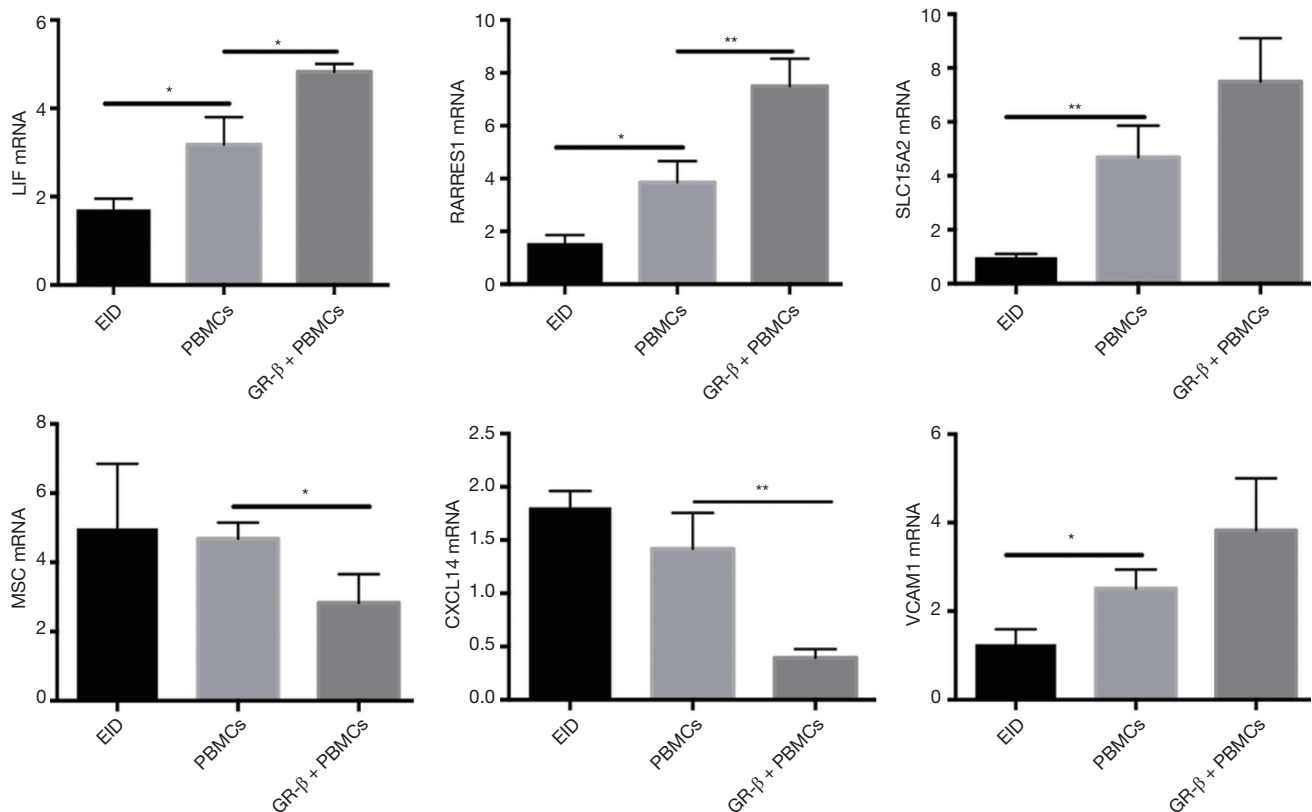 LIF mRNA
6
4
2
0
*
*
EID
PBMCs
GR-β + PBMCs
RARRES1 mRNA
10
8
6
4
2
0
*
**
EID
PBMCs
GR-β + PBMCs
SLC15A2 mRNA
10
8
6
4
2
0
**
EID
PBMCs
GR-β + PBMCs
MSC mRNA
8
6
4
2
0
*
EID
PBMCs
GR-β + PBMCs
CXCL14 mRNA
2.5
2.0
1.5
1.0
0.5
0.0
**
EID
PBMCs
GR-β + PBMCs
VCAM1 mRNA
6
4
2
0
*
EID
PBMCs
GR-β + PBMCs